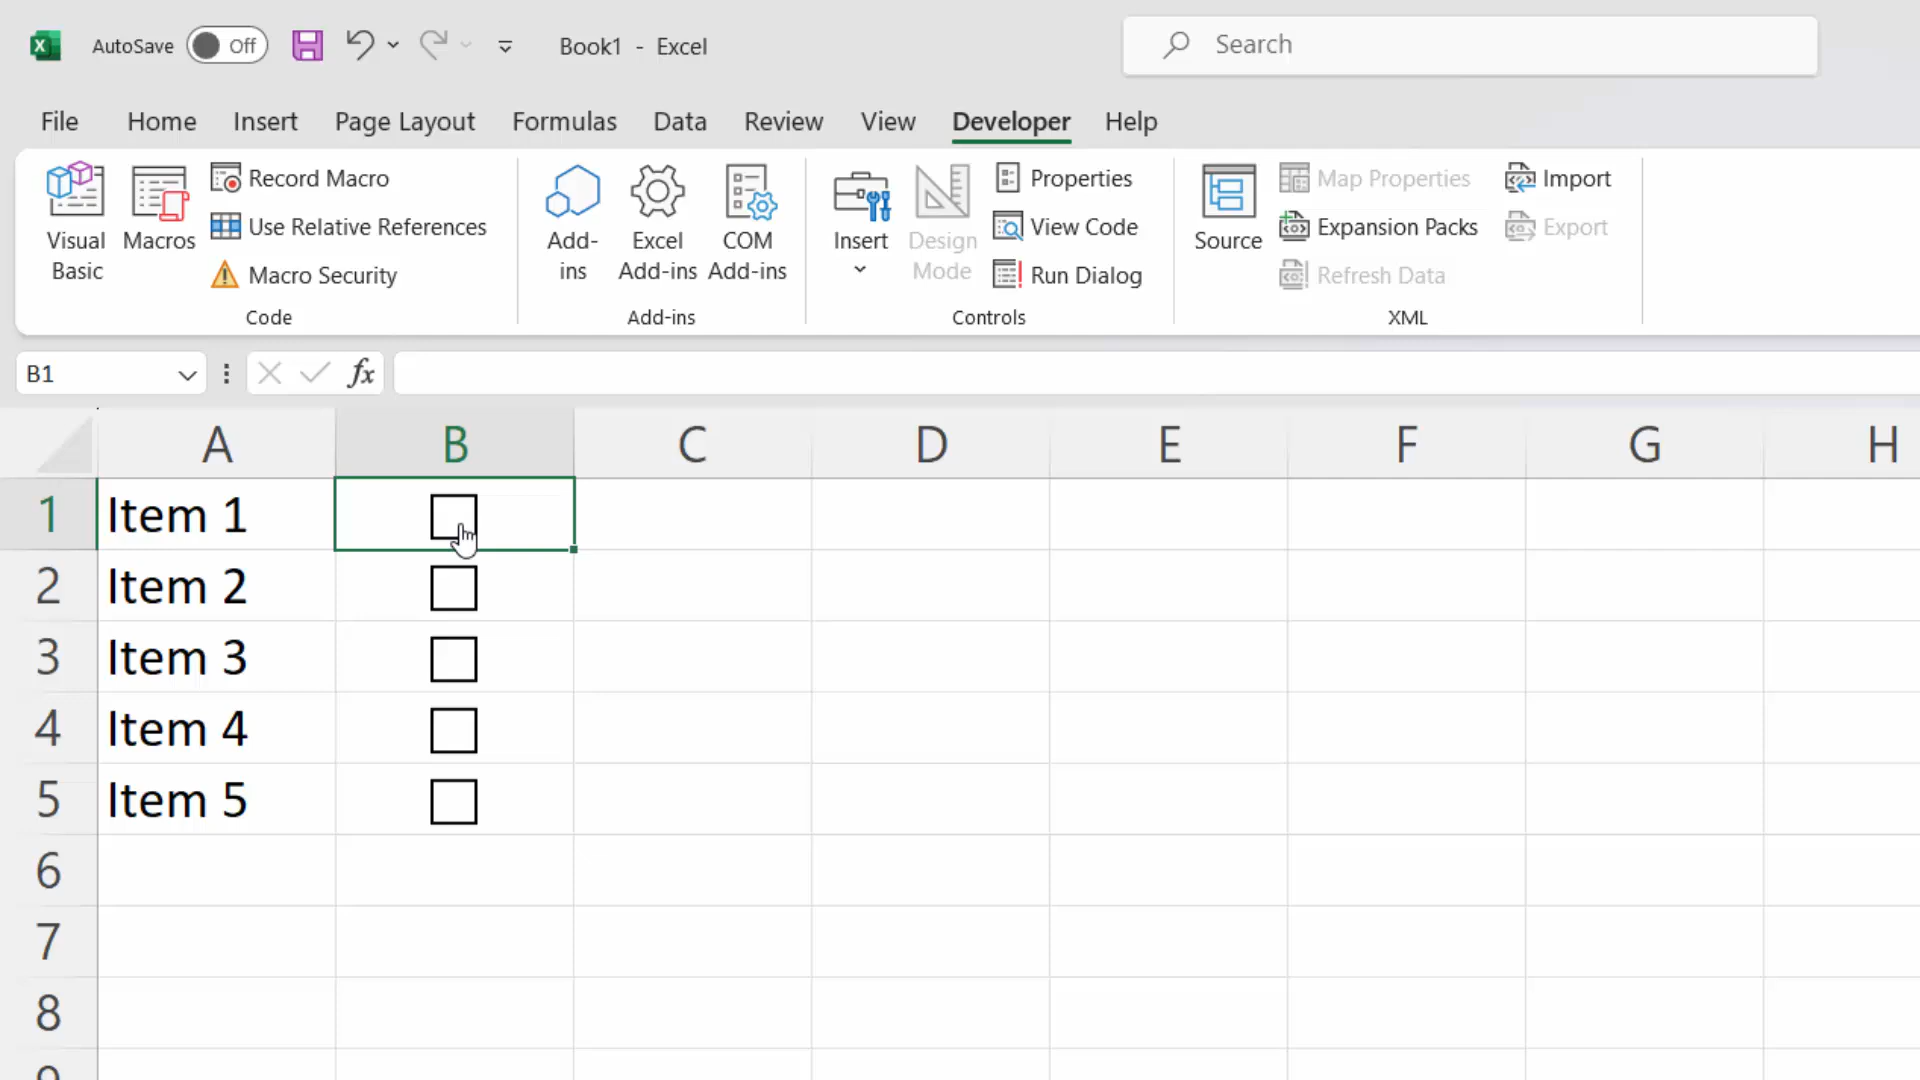 AutoSave Off Book1 - Excel Search
File Home Insert Page Layout Formulas Data Review View Developer Help
Visual Basic
Macros
Record Macro
Use Relative References
Macro Security
Code
Add-ins
Excel Add-ins
COM Add-ins
Add-ins
Insert
Design Mode
Properties
View Code
Run Dialog
Controls
Source
Map Properties
Expansion Packs
Refresh Data
Import
Export
XML
B1 fx
A B C D E F G H
1 Item 1
2 Item 2
3 Item 3
4 Item 4
5 Item 5
6
7
8
9